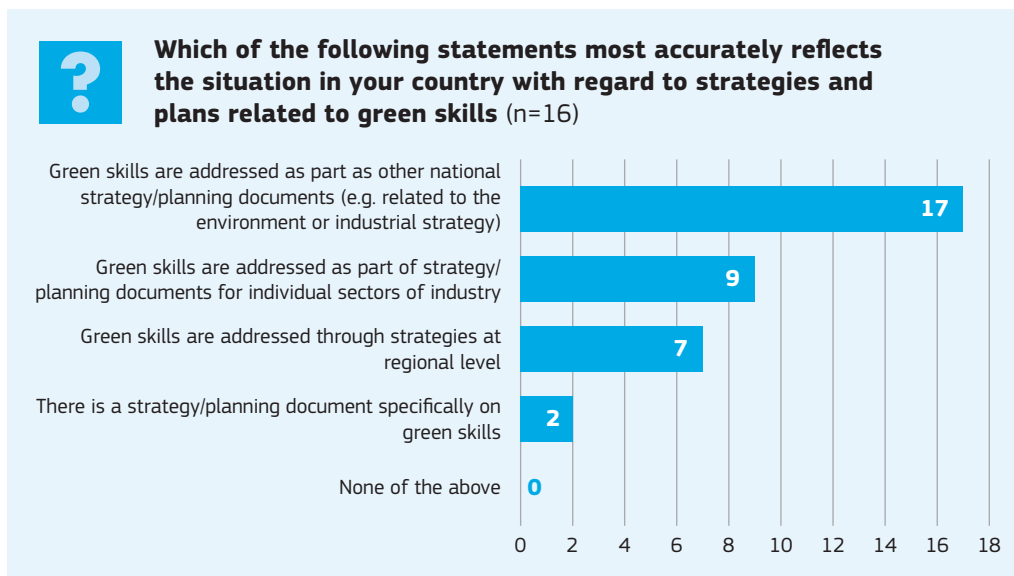 ?
Which of the following statements most accurately reflects
the situation in your country with regard to strategies and
plans related to green skills (n=16)
Green skills are addressed as part as other national
strategy/planning documents (e.g. related to the
environment or industrial strategy)
17
Green skills are addressed as part of strategy/
planning documents for individual sectors of industry
9
Green skills are addressed through strategies at
regional level
7
There is a strategy/planning document specifically on
green skills
2
None of the above
0
0 2 4 6 8 10 12 14 16 18